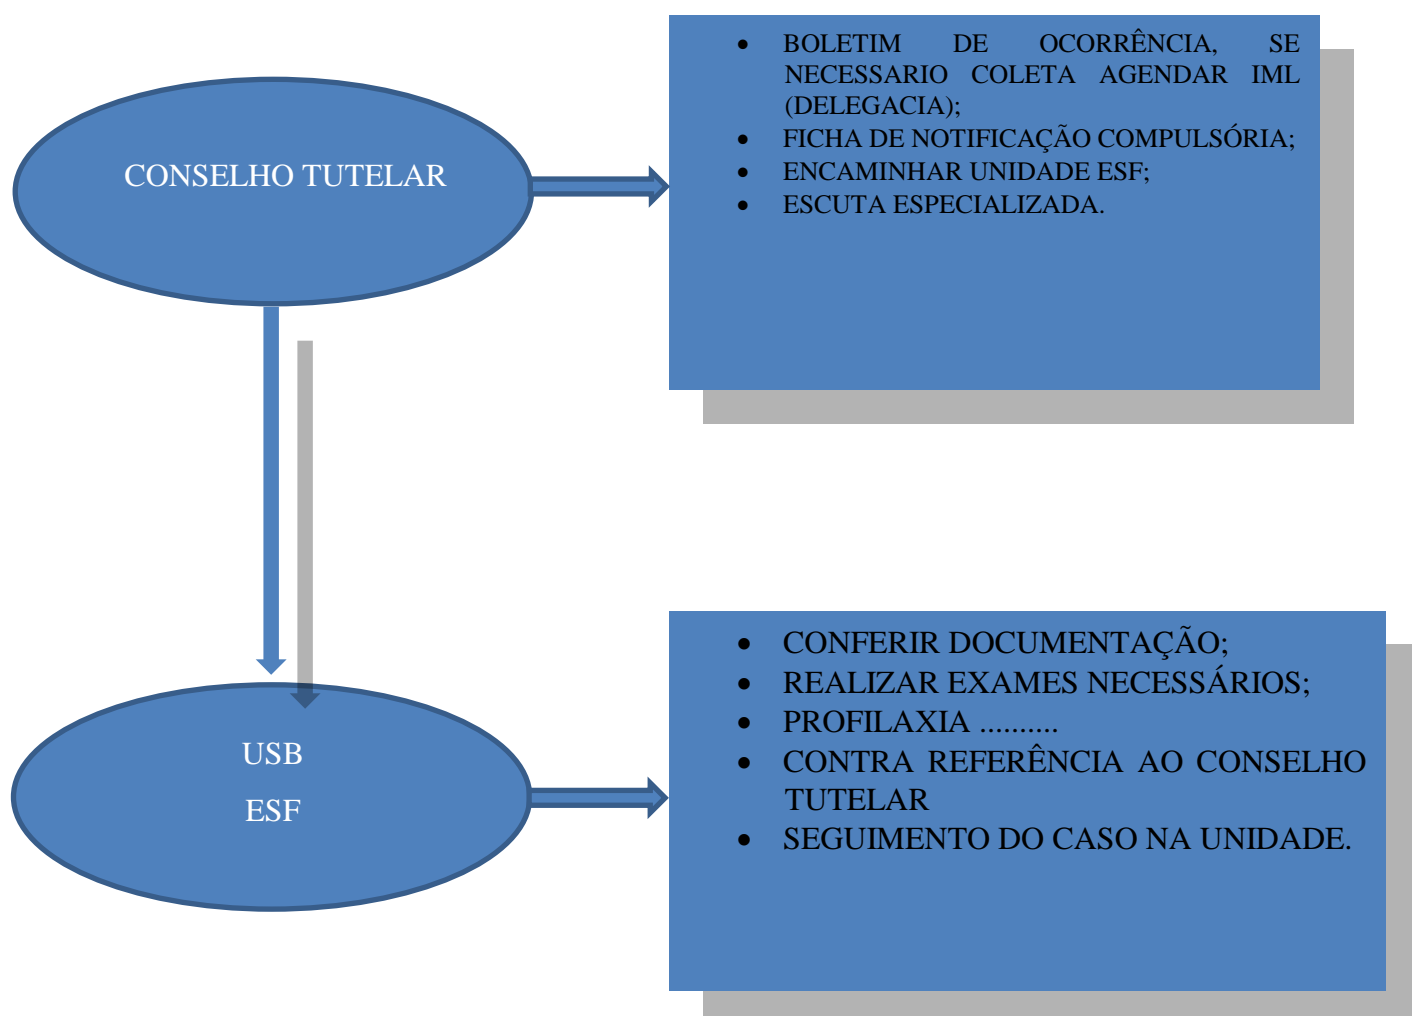 CONSELHO TUTELAR
• BOLETIM DE OCORRÊNCIA, SE
NECESSARIO COLETA AGENDAR IML
(DELEGACIA);
• FICHA DE NOTIFICAÇÃO COMPULSÓRIA;
• ENCAMINHAR UNIDADE ESF;
• ESCUTA ESPECIALIZADA.
USB
ESF
• CONFERIR DOCUMENTAÇÃO;
• REALIZAR EXAMES NECESSÁRIOS;
• PROFILAXIA ..........
• CONTRA REFERÊNCIA AO CONSELHO
TUTELAR
• SEGUIMENTO DO CASO NA UNIDADE.